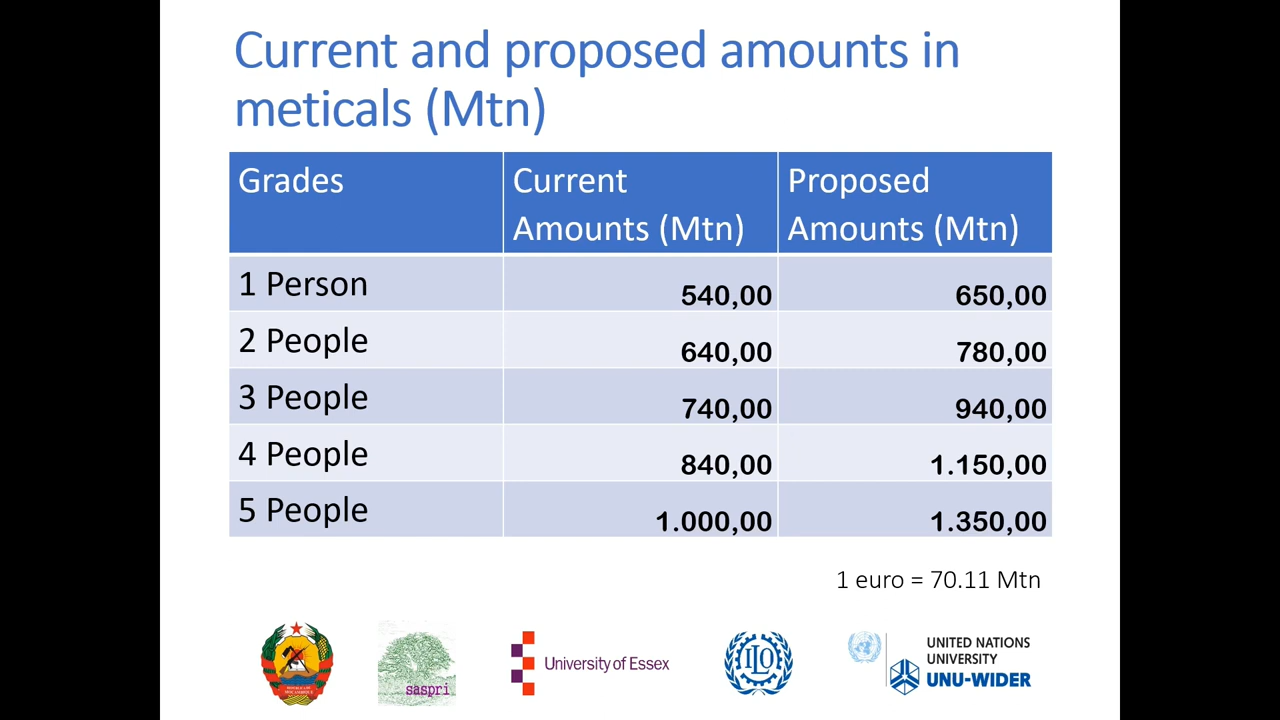 Current and proposed amounts in
meticals (Mtn)
Grades
Current
Amounts (Mtn)
Proposed
Amounts (Mtn)
1 Person
540,00
650,00
2 People
640,00
780,00
3 People
740,00
940,00
4 People
840,00
1.150,00
5 People
1.000,00
1.350,00
1 euro = 70.11 Mtn
saspri
University of Essex
ILO
UNITED NATIONS
UNIVERSITY
UNU-WIDER